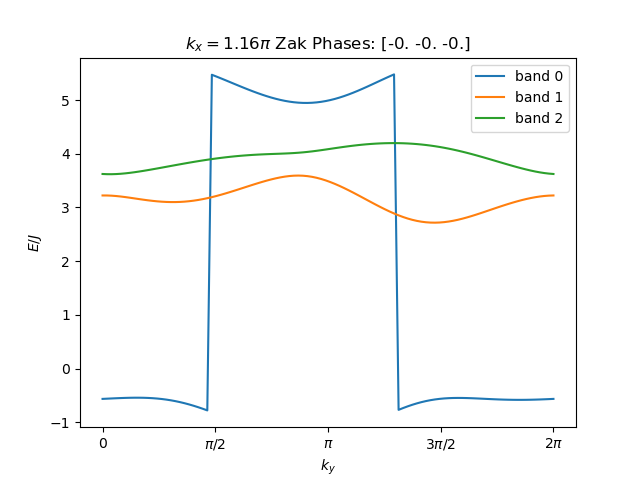 k_x = 1.16π Zak Phases: [-0. -0. -0.]
band 0
band 1
band 2
5
4
3
2
1
0
−1
E/J
0 π/2 π 3π/2 2π
k_y